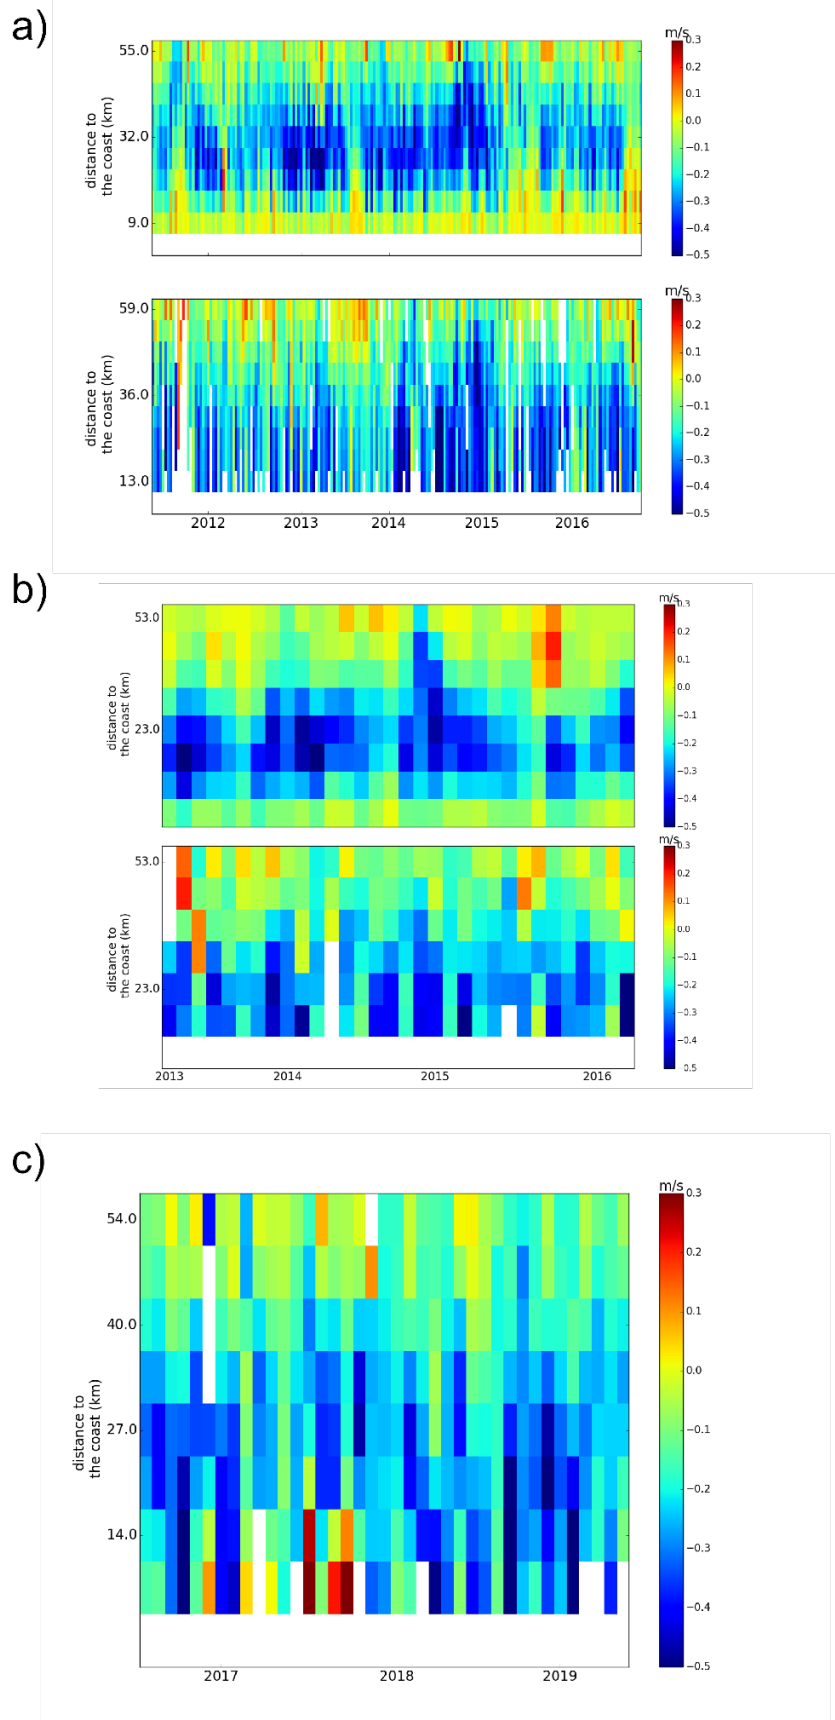 a)
m/s
55.0
32.0
9.0
distance to
the coast (km)
0.3
0.2
0.1
0.0
−0.1
−0.2
−0.3
−0.4
−0.5
m/s
59.0
36.0
13.0
distance to
the coast (km)
0.3
0.2
0.1
0.0
−0.1
−0.2
−0.3
−0.4
−0.5
2012 2013 2014 2015 2016
b)
m/s
53.0
23.0
distance to
the coast (km)
0.3
0.2
0.1
0.0
−0.1
−0.2
−0.3
−0.4
−0.5
m/s
53.0
23.0
distance to
the coast (km)
0.3
0.2
0.1
0.0
−0.1
−0.2
−0.3
−0.4
0.5
2013 2014 2015 2016
c)
m/s
54.0
40.0
27.0
14.0
distance to
the coast (km)
0.3
0.2
0.1
0.0
−0.1
−0.2
−0.3
−0.4
−0.5
2017 2018 2019